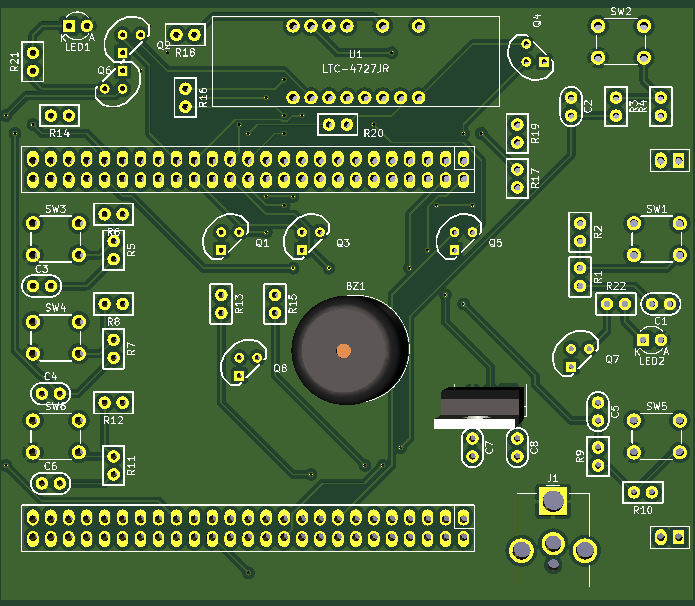 SW2
Q4
K A
LED1
Q2
R18
U1
LTC-4727JR
R21
Q6
R16
C2
R3
R4
R14
R20
R19
R17
SW3
R6
R5
C3
Q1
Q3
Q5
R2
SW1
R1
R22
C1
BZ1
R13
R15
SW4
R8
R7
Q8
Q7
K A
LED2
C4
SW6
R12
C5
SW5
C7
C8
R9
R11
C6
J1
R10